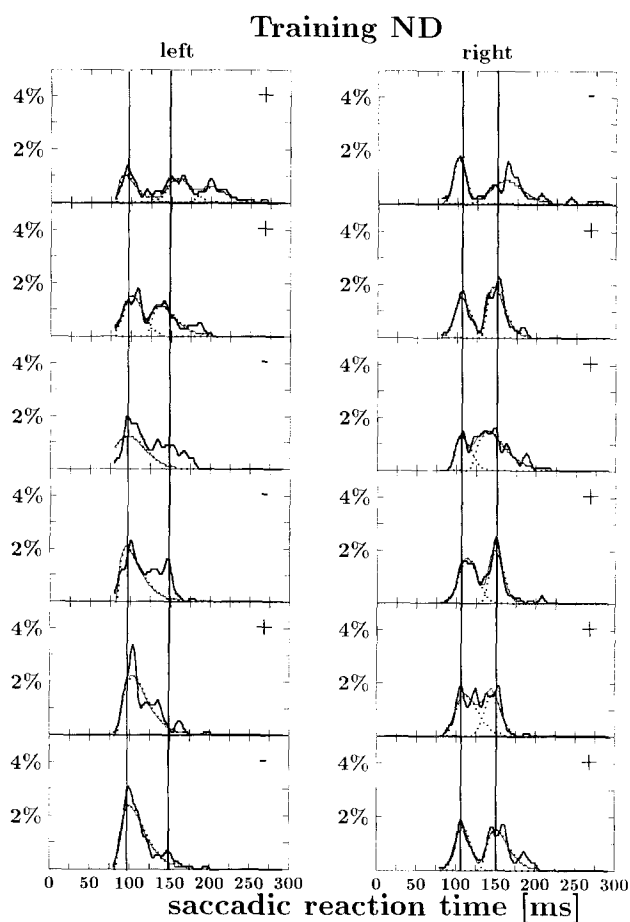 Training ND
left right
4% + 4% -
2% 2%
4% + 4% +
2% 2%
4% - 4% +
2% 2%
4% - 4% +
2% 2%
4% + 4% +
2% 2%
4% - 4% +
2% 2%
0 50 100 150 200 250 300 0 50 100 150 200 250 300
saccadic reaction time [ms]